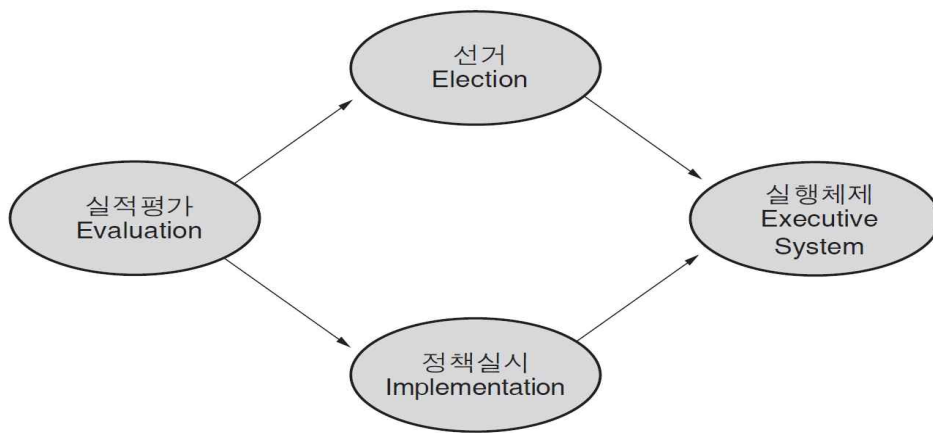 선거
Election
실적평가
Evaluation
실행체제
Executive
System
정책실시
Implementation